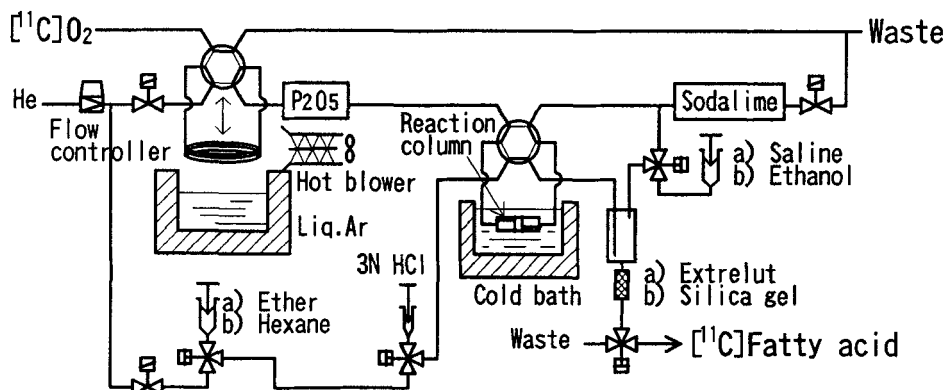 [¹¹C]O₂
Waste
He
P2O5
Sodalime
Flow
controller
Reaction
column
a) Saline
b) Ethanol
Hot blower
Liq.Ar
3N HCl
Cold bath
a) Extrelut
b) Silica gel
a) Ether
b) Hexane
Waste
[¹¹C]Fatty acid